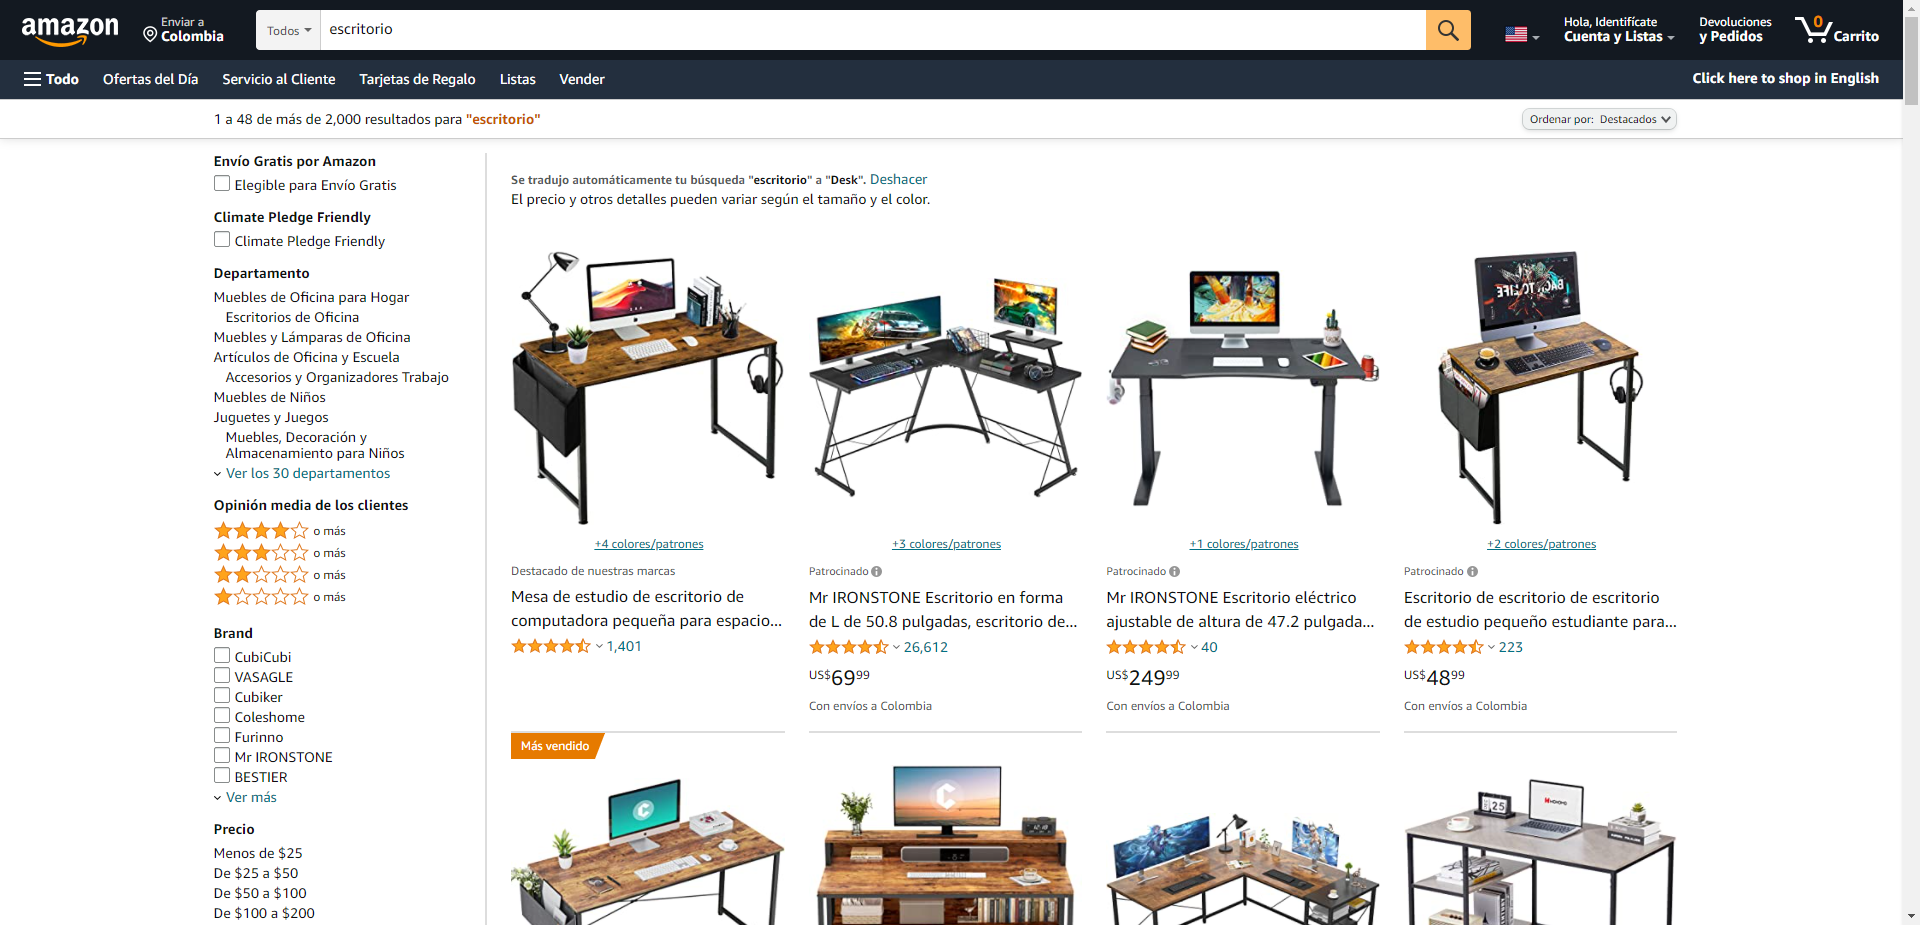 amazon
Enviar a
Colombia
Todos
escritorio
Hola, Identifícate
Cuenta y Listas
Devoluciones
y Pedidos
0
Carrito
Todo
Ofertas del Día
Servicio al Cliente
Tarjetas de Regalo
Listas
Vender
Click here to shop in English
1 a 48 de más de 2,000 resultados para "escritorio"
Ordenar por: Destacados
Envío Gratis por Amazon
Elegible para Envío Gratis
Climate Pledge Friendly
Climate Pledge Friendly
Departamento
Muebles de Oficina para Hogar
Escritorios de Oficina
Muebles y Lámparas de Oficina
Artículos de Oficina y Escuela
Accesorios y Organizadores Trabajo
Muebles de Niños
Juguetes y Juegos
Muebles, Decoración y
Almacenamiento para Niños
Ver los 30 departamentos
Opinión media de los clientes
o más
o más
o más
o más
Brand
CubiCubi
VASAGLE
Cubiker
Coleshome
Furinno
Mr IRONSTONE
BESTIER
Ver más
Precio
Menos de $25
De $25 a $50
De $50 a $100
De $100 a $200
Se tradujo automáticamente tu búsqueda "escritorio" a "Desk". Deshacer
El precio y otros detalles pueden variar según el tamaño y el color.
+4 colores/patrones
Destacado de nuestras marcas
Mesa de estudio de escritorio de
computadora pequeña para espacio...
1,401
+3 colores/patrones
Patrocinado
Mr IRONSTONE Escritorio en forma
de L de 50.8 pulgadas, escritorio de...
26,612
US$69.99
Con envíos a Colombia
+1 colores/patrones
Patrocinado
Mr IRONSTONE Escritorio eléctrico
ajustable de altura de 47.2 pulgada...
40
US$249.99
Con envíos a Colombia
BACK TO LIFE
+2 colores/patrones
Patrocinado
Escritorio de escritorio de escritorio
de estudio pequeño estudiante para...
223
US$48.99
Con envíos a Colombia
Más vendido
25